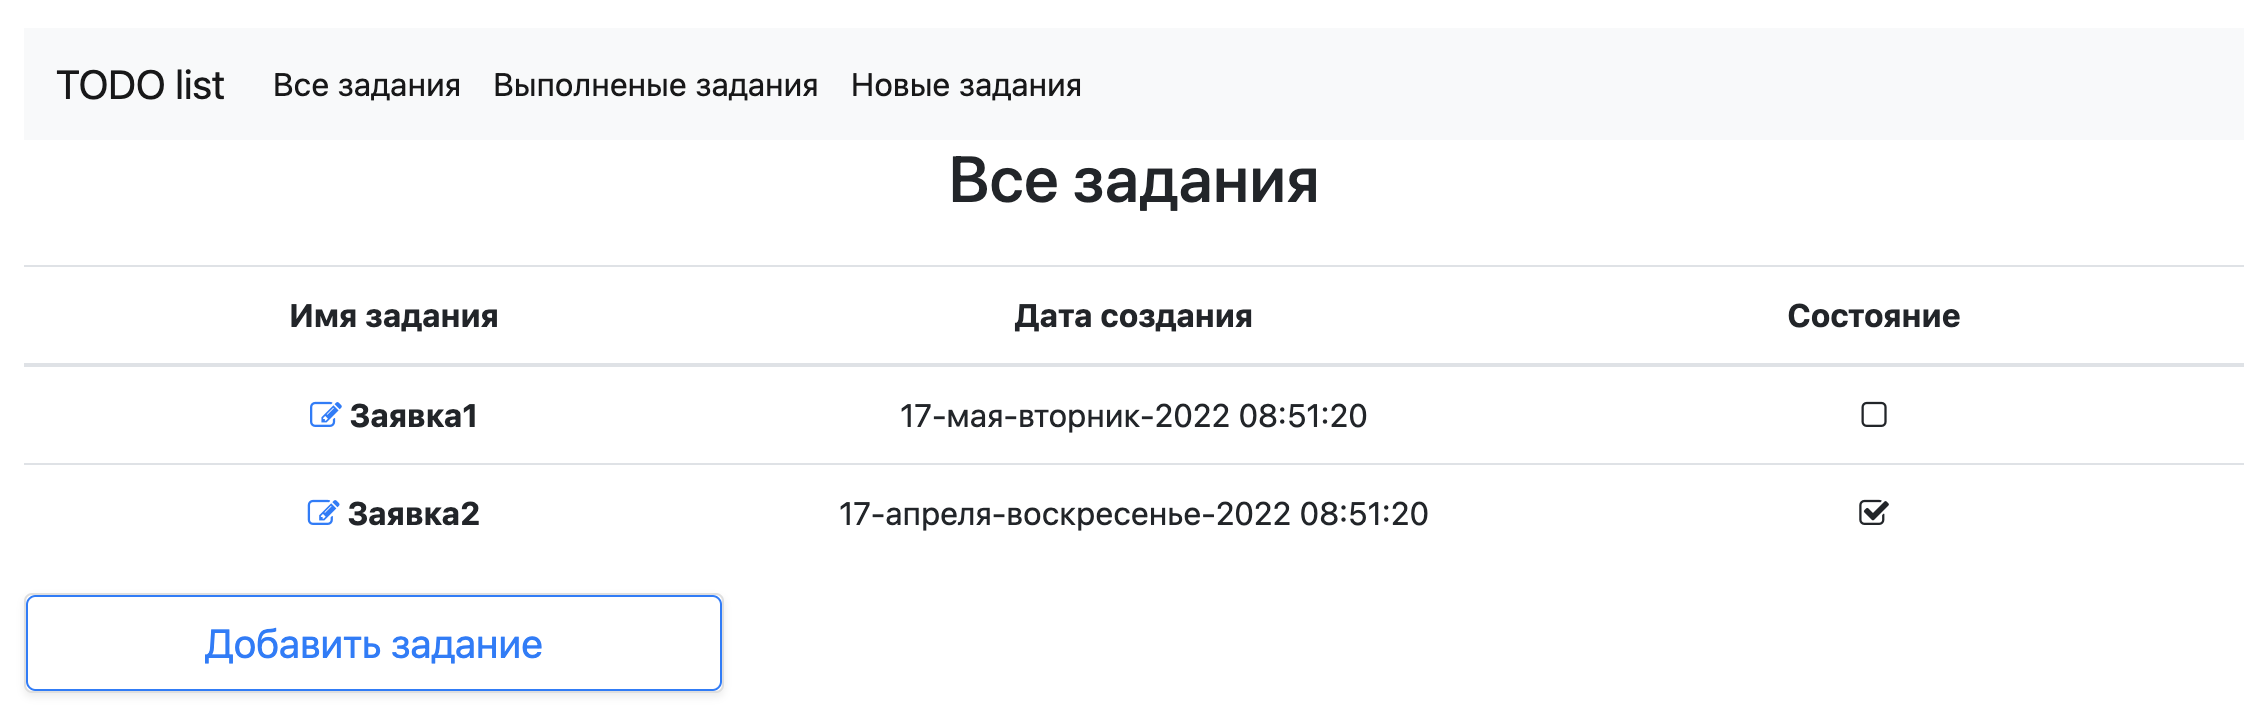 TODO list Все задания Выполненые задания Новые задания
Все задания
Имя задания Дата создания Состояние
Заявка1 17-мая-вторник-2022 08:51:20
Заявка2 17-апреля-воскресенье-2022 08:51:20
Добавить задание